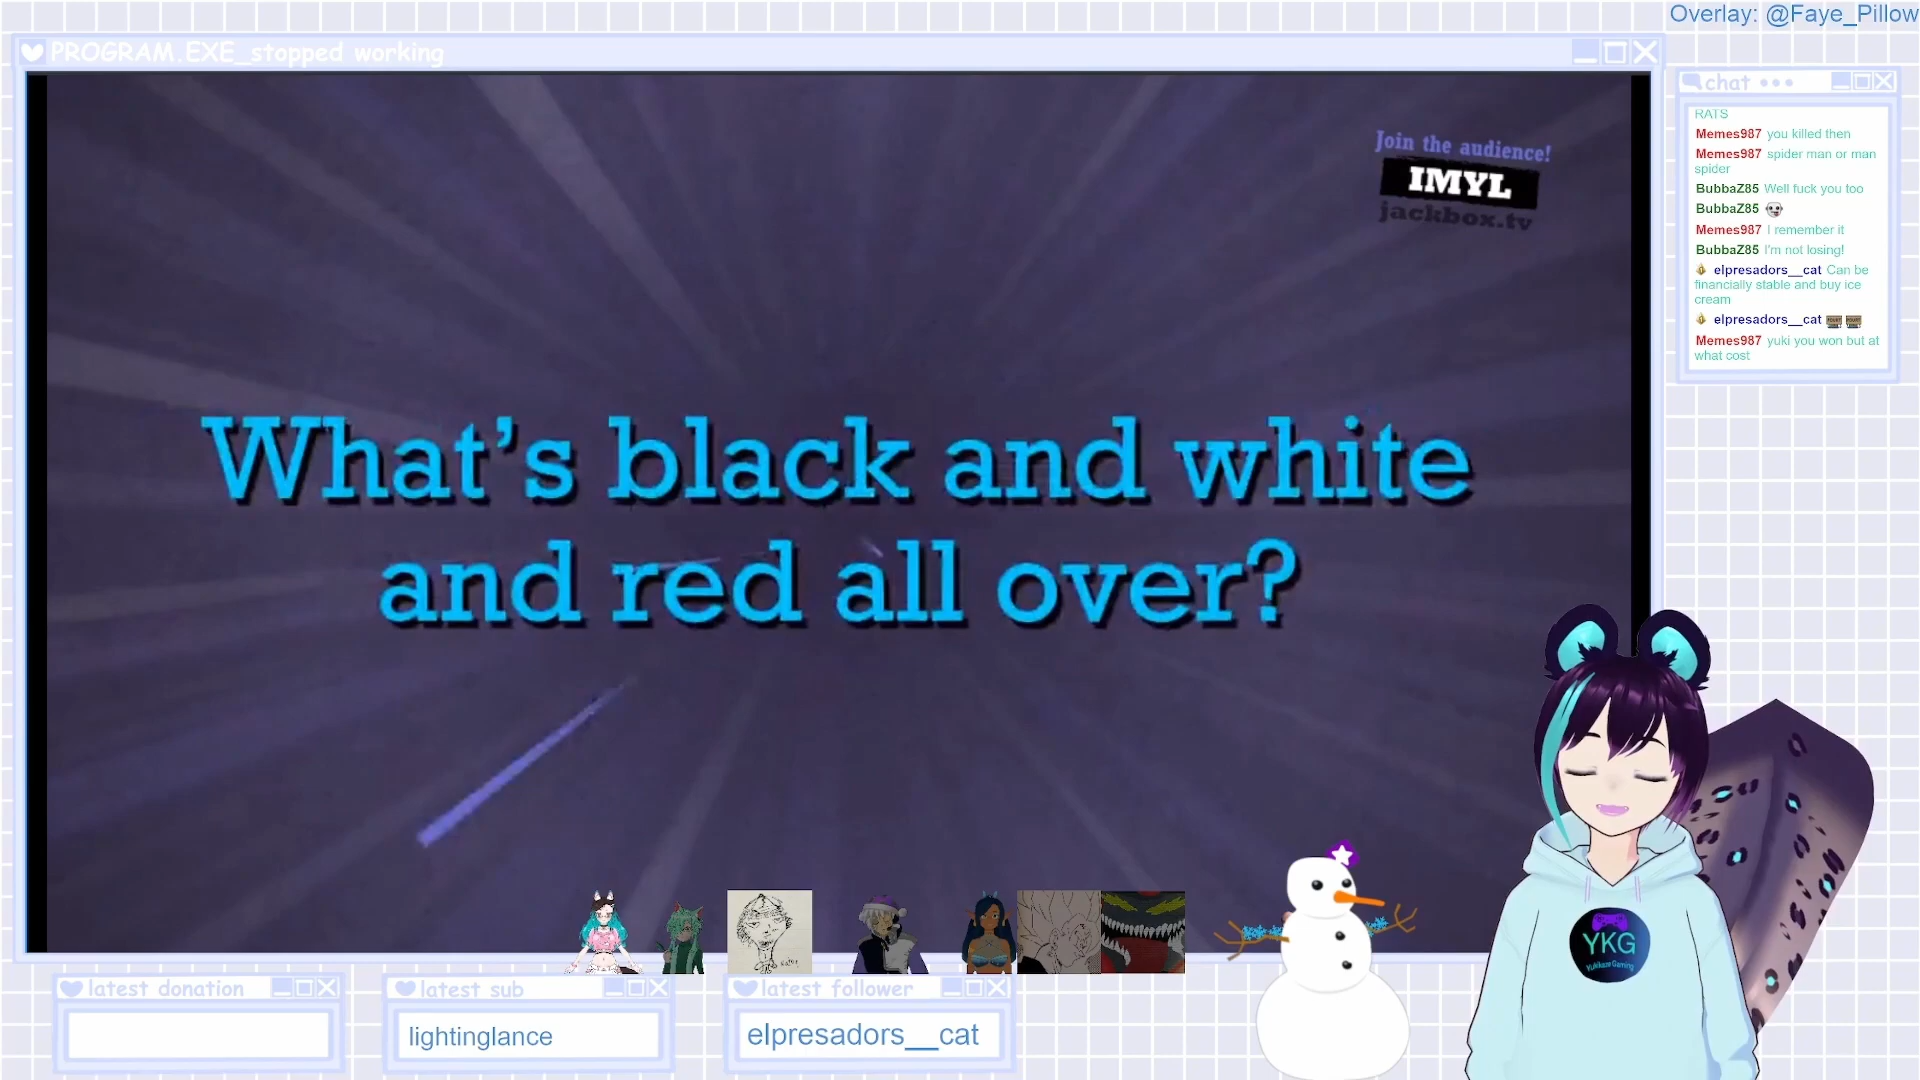 Overlay: @Faye_Pillow
PROGRAM.EXE_stopped working
Join the audience!
IMYL
jackbox.tv
What's black and white
and red all over?
chat
RATS
Memes987 you killed then
Memes987 spider man or man
spider
BubbaZ85 Well fuck you too
BubbaZ85
Memes987 I remember it
BubbaZ85 I'm not losing!
elpresadors__cat Can be
financially stable and buy ice
cream
elpresadors__cat
Memes987 yuki you won but at
what cost
YKG
Yukikaze Gaming
latest donation
latest sub
lightinglance
latest follower
elpresadors__cat